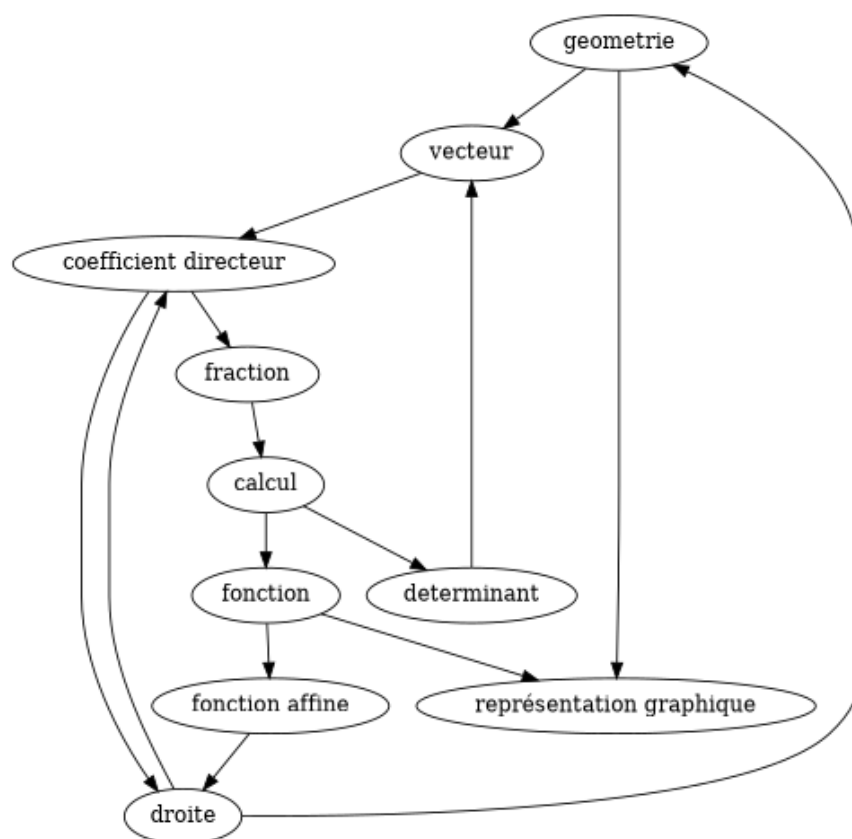 geometrie
vecteur
coefficient directeur
fraction
calcul
fonction
determinant
fonction affine
représentation graphique
droite